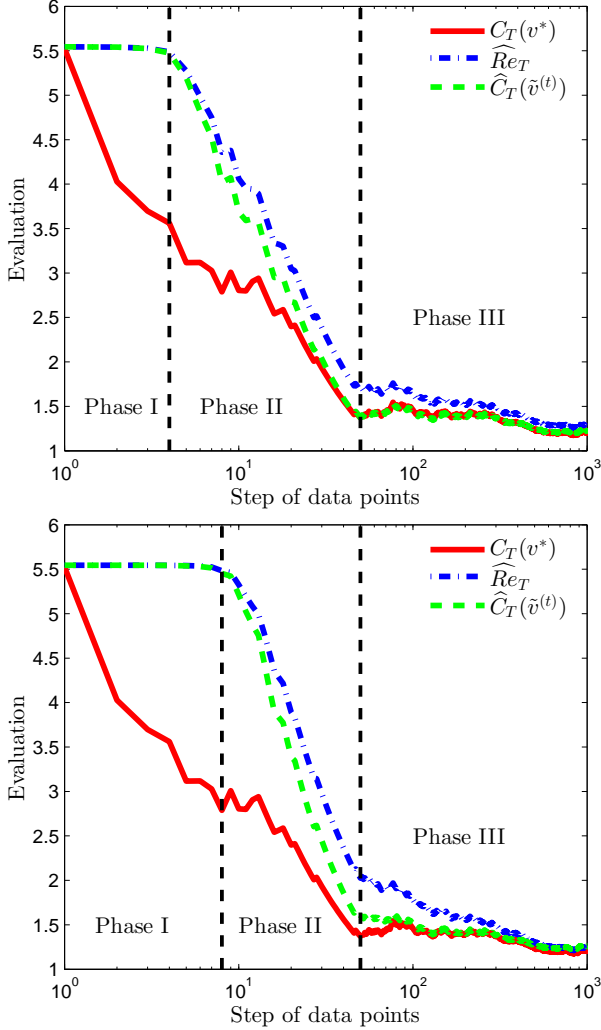 6
5.5
5
4.5
4
3.5
3
2.5
2
1.5
1
Evaluation
C_T(v*)
\widehat{Re}_T
\widehat{C}_T(ṽ^(t))
Phase III
Phase I
Phase II
10^0
10^1
10^2
10^3
Step of data points
6
5.5
5
4.5
4
3.5
3
2.5
2
1.5
1
Evaluation
C_T(v*)
\widehat{Re}_T
\widehat{C}_T(ṽ^(t))
Phase III
Phase I
Phase II
10^0
10^1
10^2
10^3
Step of data points